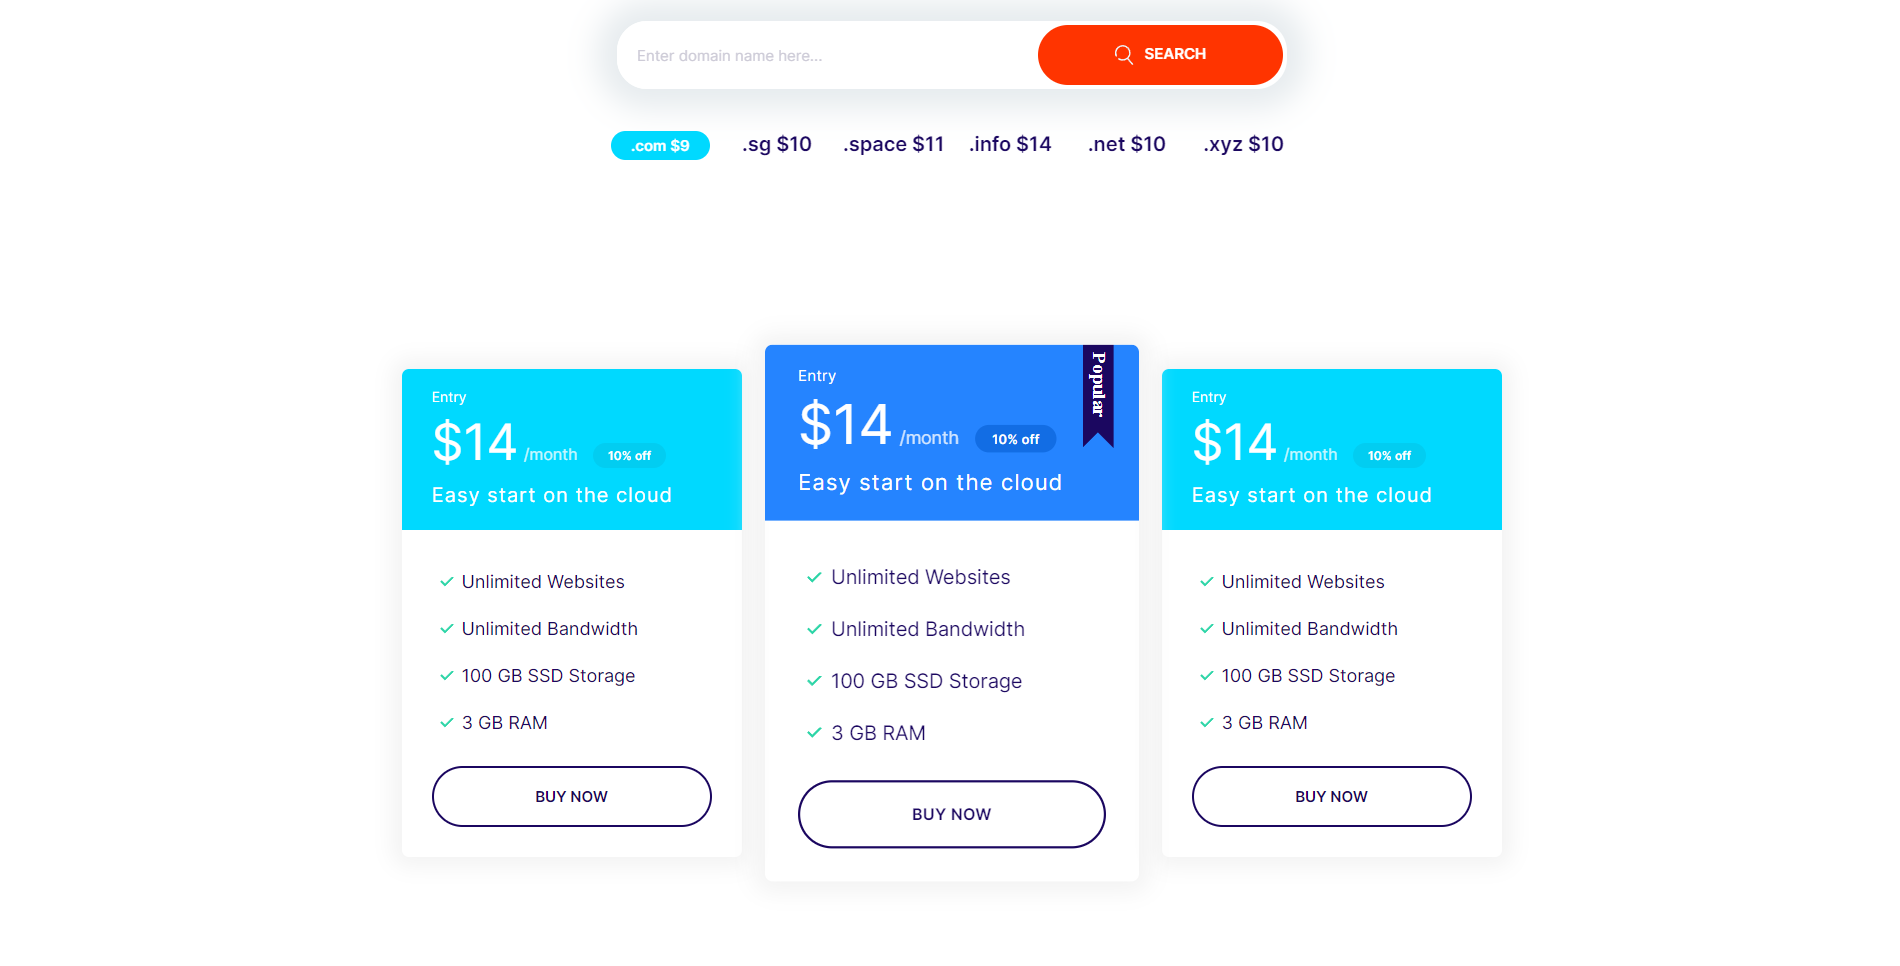 Enter domain name here...
SEARCH
.com $9
.sg $10
.space $11
.info $14
.net $10
.xyz $10
Entry
$14 /month 10% off
Easy start on the cloud
Unlimited Websites
Unlimited Bandwidth
100 GB SSD Storage
3 GB RAM
BUY NOW
Popular
Entry
$14 /month 10% off
Easy start on the cloud
Unlimited Websites
Unlimited Bandwidth
100 GB SSD Storage
3 GB RAM
BUY NOW
Entry
$14 /month 10% off
Easy start on the cloud
Unlimited Websites
Unlimited Bandwidth
100 GB SSD Storage
3 GB RAM
BUY NOW